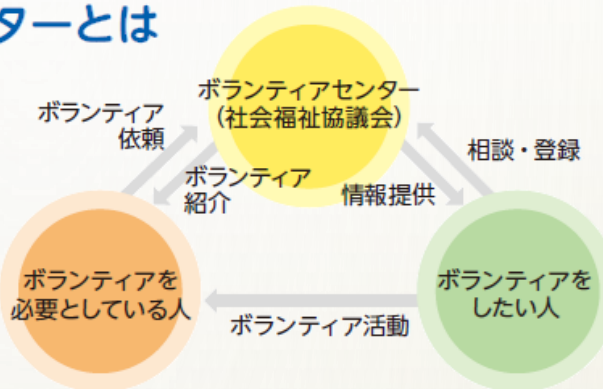 ターとは
ボランティアセンター
（社会福祉協議会）
ボランティア
依頼
相談・登録
ボランティア
紹介
情報提供
ボランティアを
必要としている人
ボランティアを
したい人
ボランティア活動